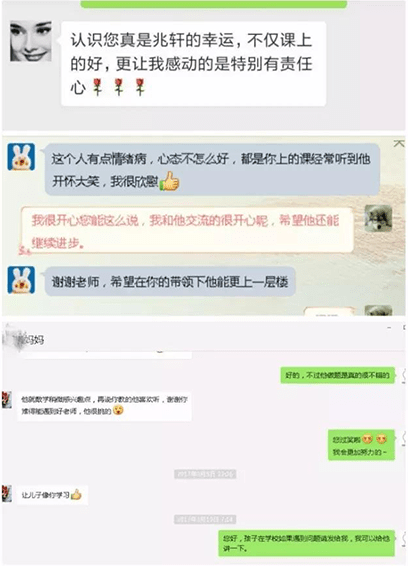 认识您真是兆轩的幸运，不仅课上
的好，更让我感动的是特别有责任
心
这个人有点情绪病，心态不怎么好，都是你上的课经常听到他
开怀大笑，我很欣慰
我很开心您能这么说，我和他交流的很开心呢，希望他还能
继续进步。
谢谢老师，希望在你的带领下他能更上一层楼
妈妈
好的，不过他做题是真的很不错的
他就数学稍微感兴趣点，再说你教的他喜欢听，谢谢你
难得能遇到好老师，他很挑的
您过奖啦
我会更加努力的～
让儿子像你学习
您好，孩子在学校如果遇到问题请发给我，我可以给他
讲一下。